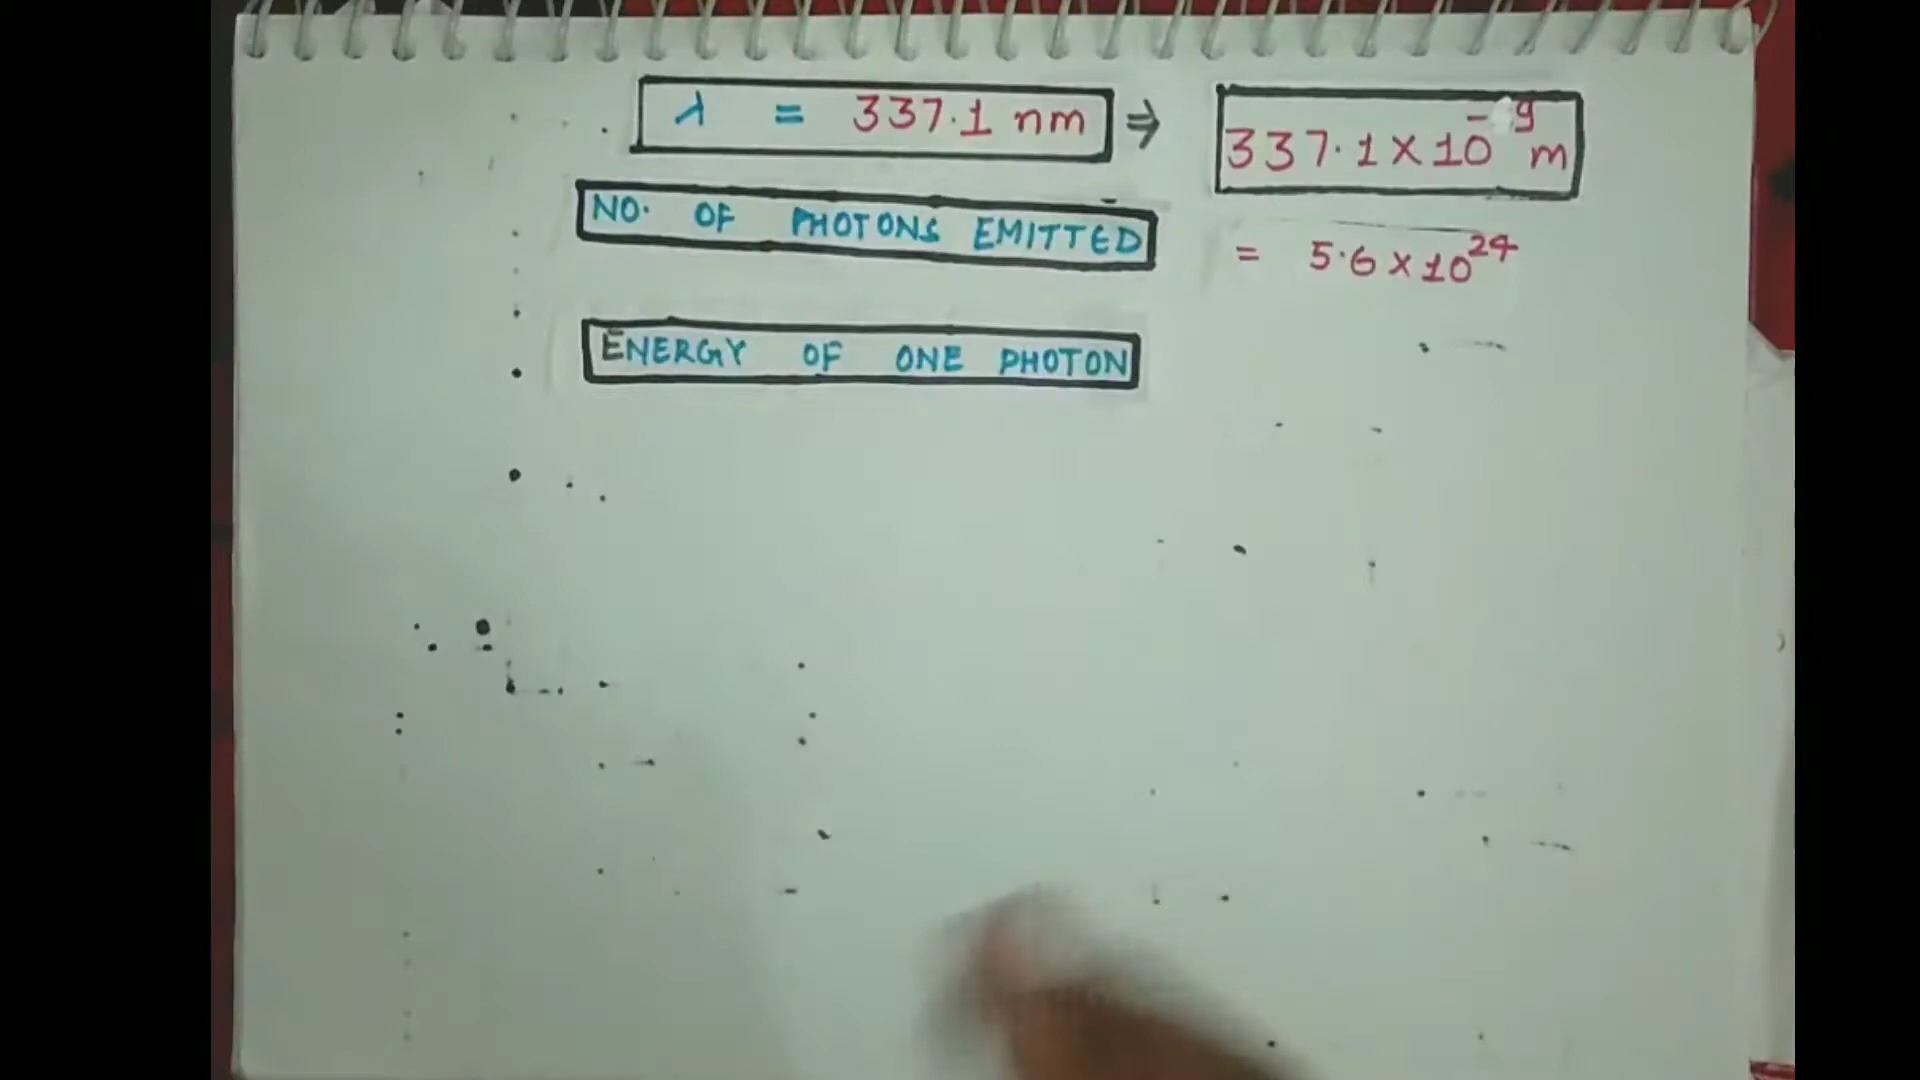 λ = 337.1 nm ⇒ 337.1 x 10⁻⁹ m
NO. OF PHOTONS EMITTED = 5.6 x 10²⁴
ENERGY OF ONE PHOTON